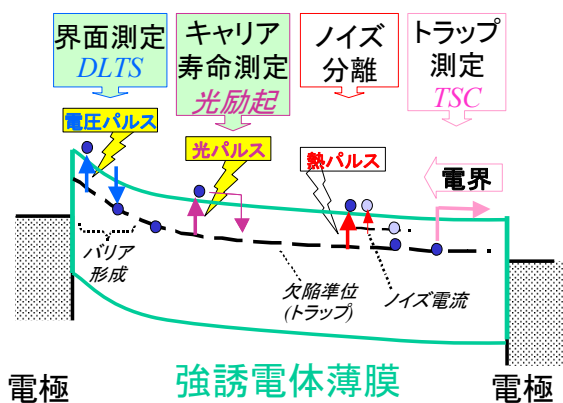 界面測定
DLTS
キャリア
寿命測定
光励起
ノイズ
分離
トラップ
測定
TSC
電圧パルス
光パルス
熱パルス
電界
バリア
形成
欠陥準位
(トラップ)
ノイズ電流
電極
強誘電体薄膜
電極